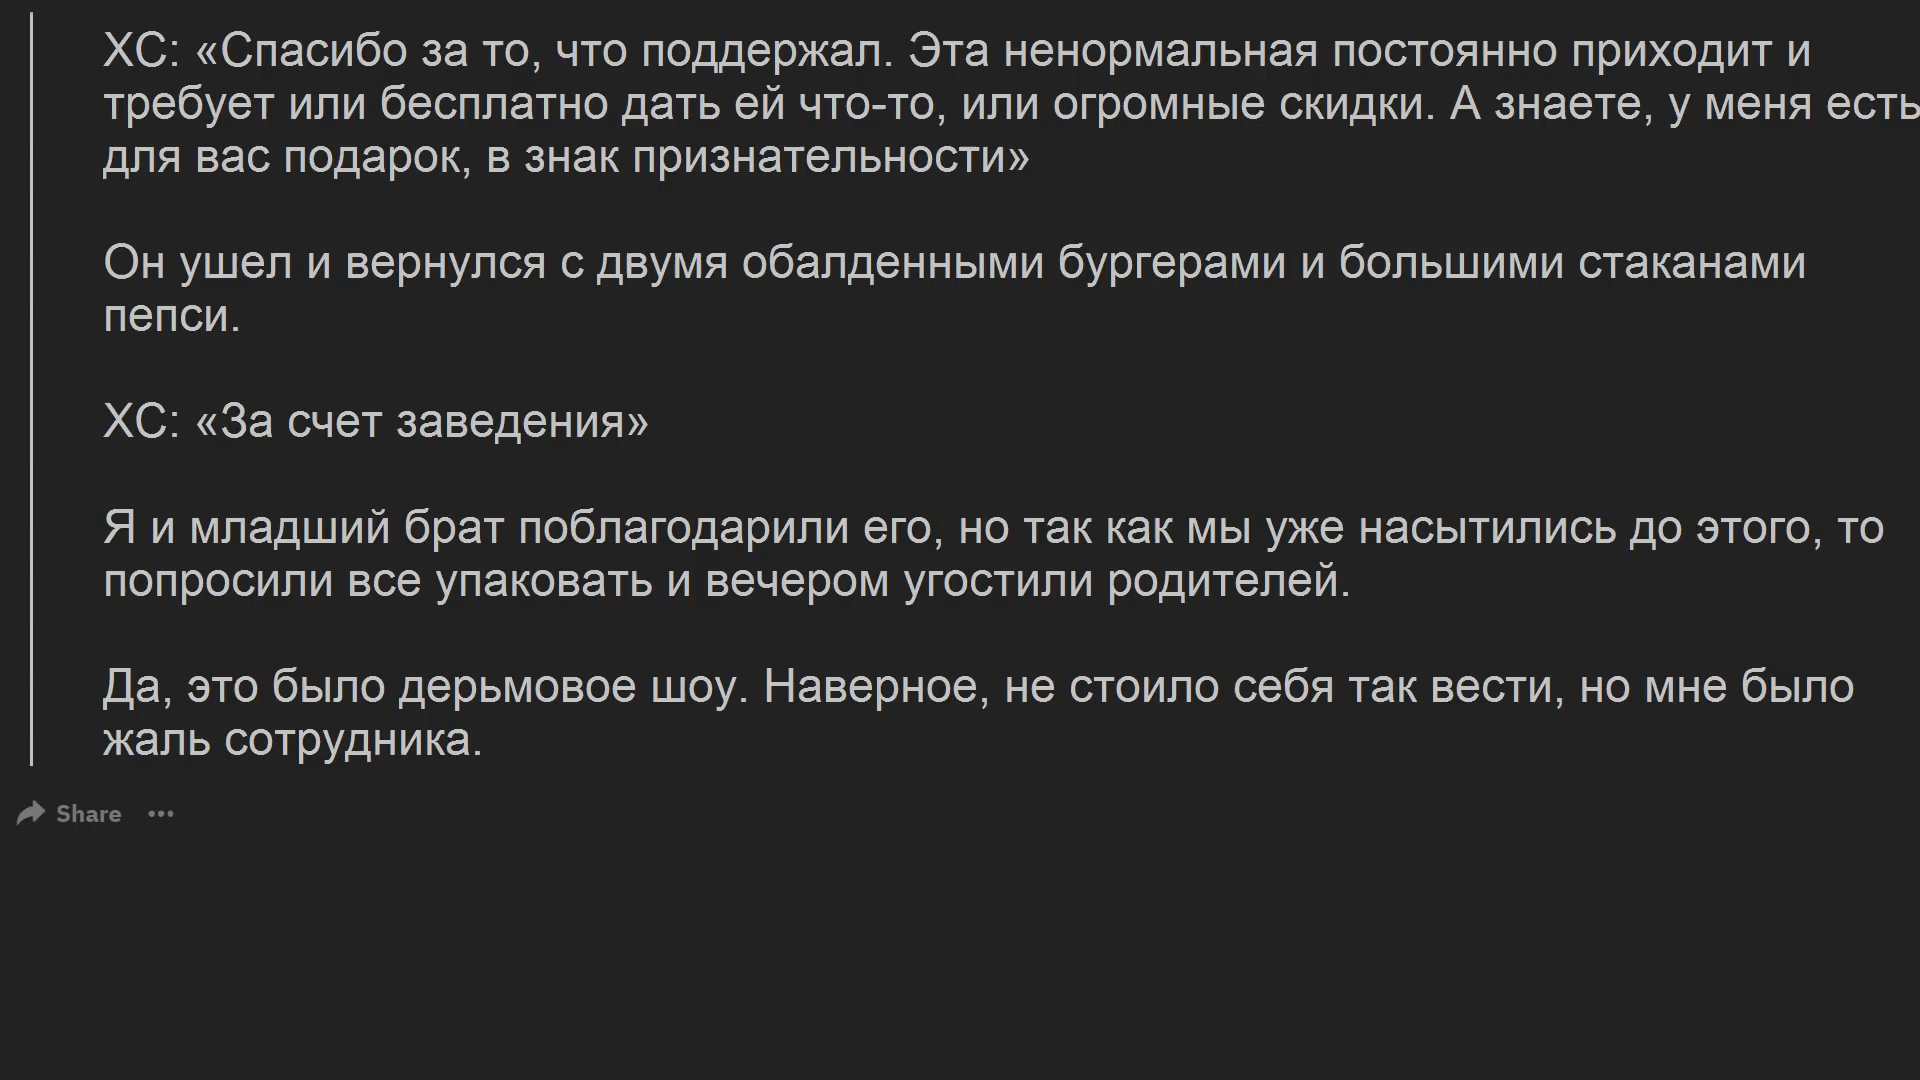 ХС: «Спасибо за то, что поддержал. Эта ненормальная постоянно приходит и
требует или бесплатно дать ей что-то, или огромные скидки. А знаете, у меня есть
для вас подарок, в знак признательности»
Он ушел и вернулся с двумя обалденными бургерами и большими стаканами
пепси.
ХС: «За счет заведения»
Я и младший брат поблагодарили его, но так как мы уже насытились до этого, то
попросили все упаковать и вечером угостили родителей.
Да, это было дерьмовое шоу. Наверное, не стоило себя так вести, но мне было
жаль сотрудника.
Share